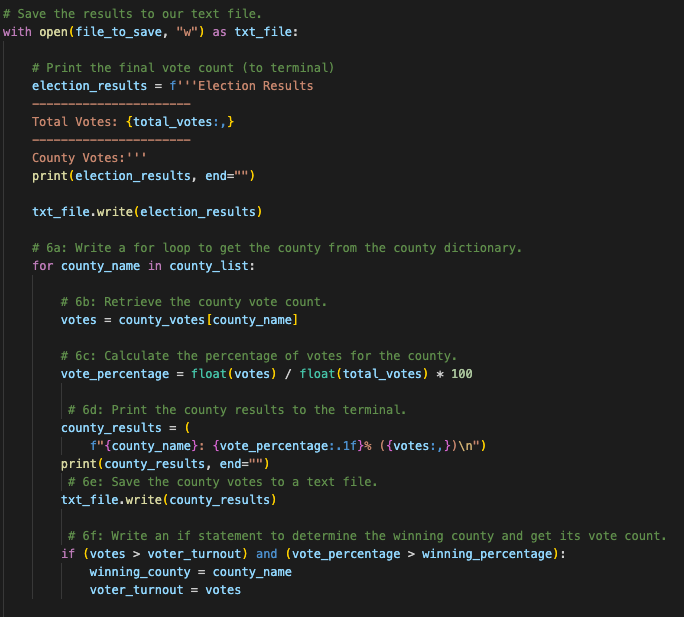 # Save the results to our text file.
with open(file_to_save, "w") as txt_file:
# Print the final vote count (to terminal)
election_results = f'''Election Results
----------------------
Total Votes: {total_votes:,}
----------------------
County Votes:'''
print(election_results, end="")
txt_file.write(election_results)
# 6a: Write a for loop to get the county from the county dictionary.
for county_name in county_list:
# 6b: Retrieve the county vote count.
votes = county_votes[county_name]
# 6c: Calculate the percentage of votes for the county.
vote_percentage = float(votes) / float(total_votes) * 100
# 6d: Print the county results to the terminal.
county_results = (
f"{county_name}: {vote_percentage:.1f}% ({votes:,})\n")
print(county_results, end="")
# 6e: Save the county votes to a text file.
txt_file.write(county_results)
# 6f: Write an if statement to determine the winning county and get its vote count.
if (votes > voter_turnout) and (vote_percentage > winning_percentage):
winning_county = county_name
voter_turnout = votes